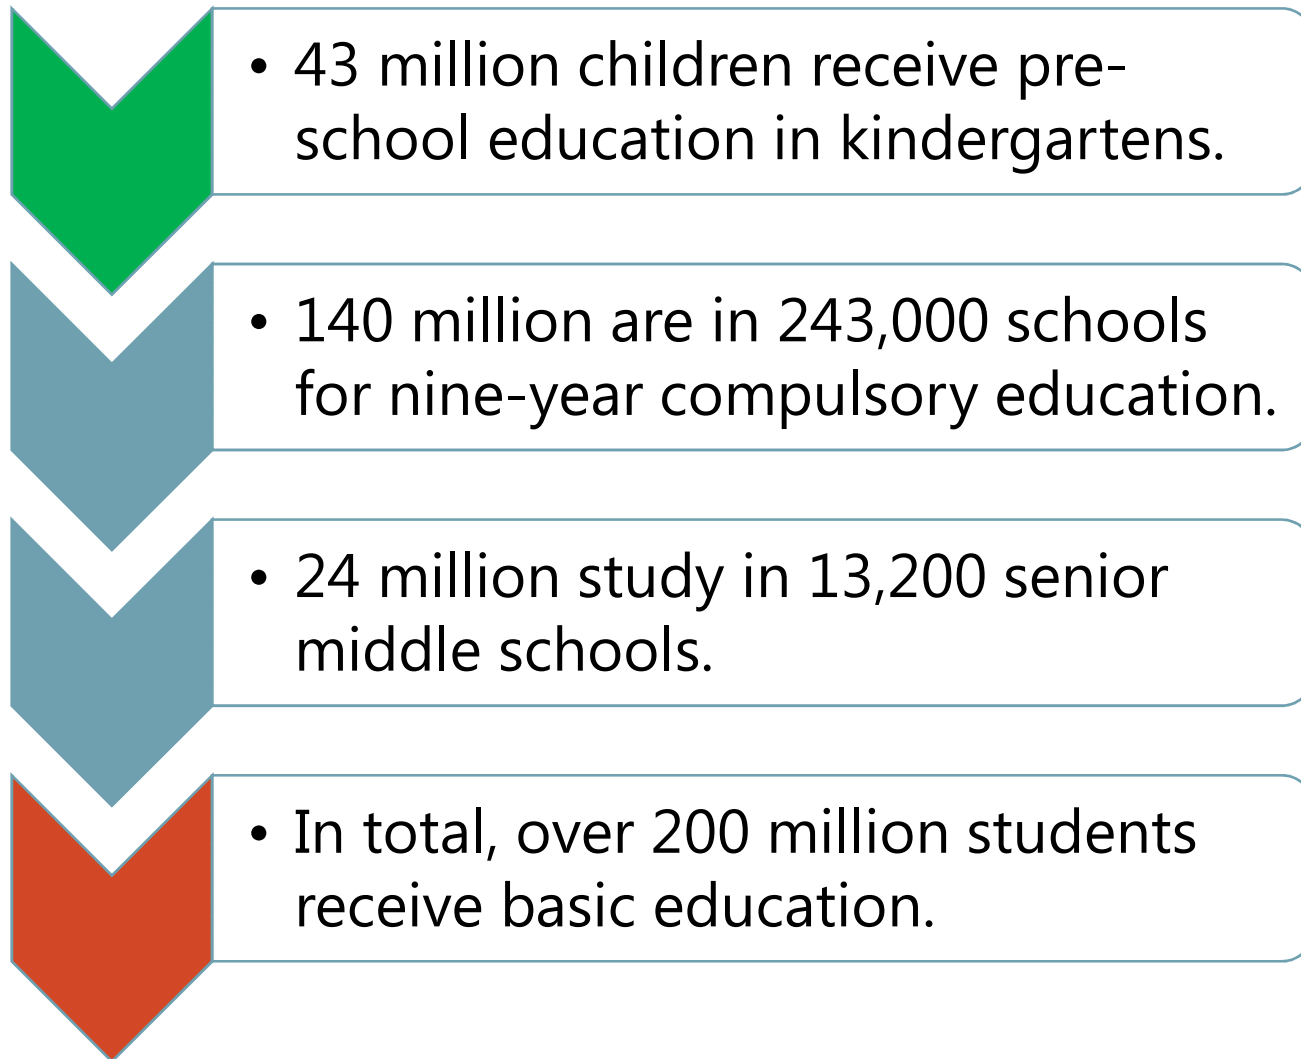 • 43 million children receive pre-
school education in kindergartens.
• 140 million are in 243,000 schools
for nine-year compulsory education.
• 24 million study in 13,200 senior
middle schools.
• In total, over 200 million students
receive basic education.